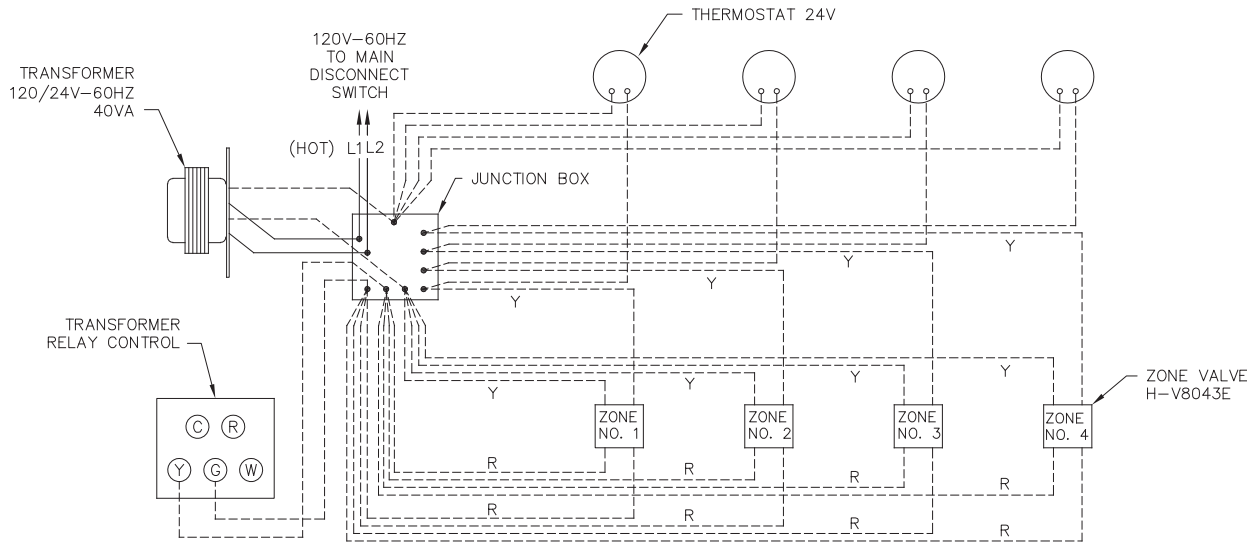 THERMOSTAT 24V
120V-60HZ
TO MAIN
DISCONNECT
SWITCH
TRANSFORMER
120/24V-60HZ
40VA
(HOT) L1 L2
JUNCTION BOX
Y
Y
Y
Y
TRANSFORMER
RELAY CONTROL
C R
Y G W
Y
Y
Y
Y
ZONE VALVE
H-V8043E
ZONE
NO. 1
ZONE
NO. 2
ZONE
NO. 3
ZONE
NO. 4
R
R
R
R
R
R
R
R